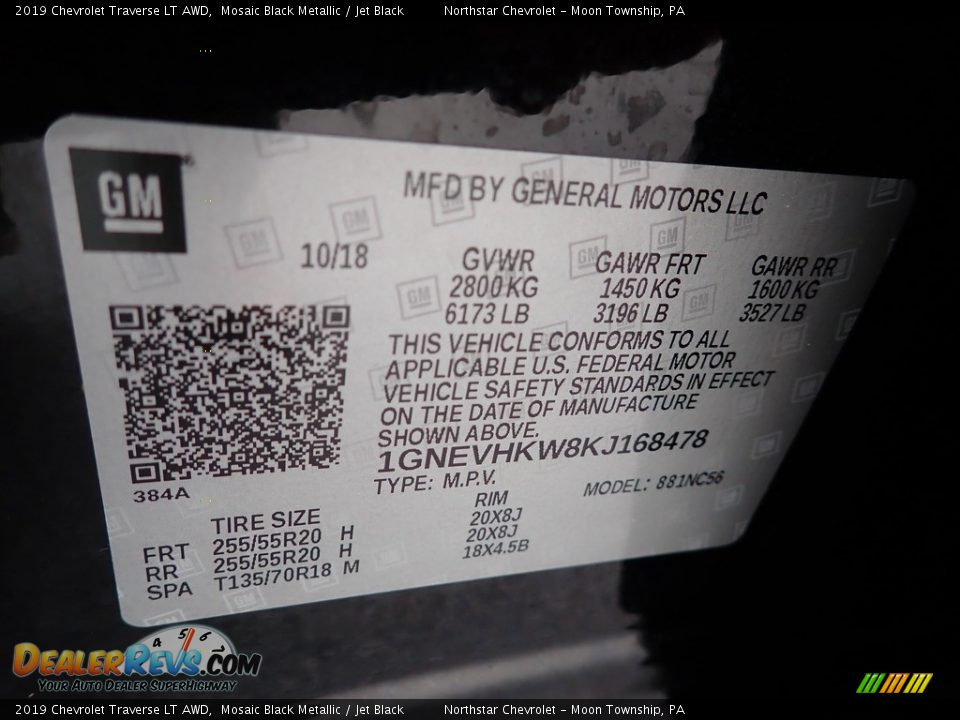 2019 Chevrolet Traverse LT AWD,  Mosaic Black Metallic / Jet Black  Northstar Chevrolet – Moon Township, PA
GM
MFD BY GENERAL MOTORS LLC
10/18 GVWR GAWR FRT GAWR RR
2800 KG 1450 KG 1600 KG
6173 LB 3196 LB 3527 LB
THIS VEHICLE CONFORMS TO ALL
APPLICABLE U.S. FEDERAL MOTOR
VEHICLE SAFETY STANDARDS IN EFFECT
ON THE DATE OF MANUFACTURE
SHOWN ABOVE.
1GNEVHKW8KJ168478
TYPE: M.P.V. MODEL: 881NC56
384A
TIRE SIZE RIM
FRT 255/55R20 H 20X8J
RR 255/55R20 H 20X8J
SPA T135/70R18 M 18X4.5B
4 5 6
DEALERREVS.COM
YOUR AUTO DEALER SUPERHIGHWAY
2019 Chevrolet Traverse LT AWD,  Mosaic Black Metallic / Jet Black  Northstar Chevrolet – Moon Township, PA